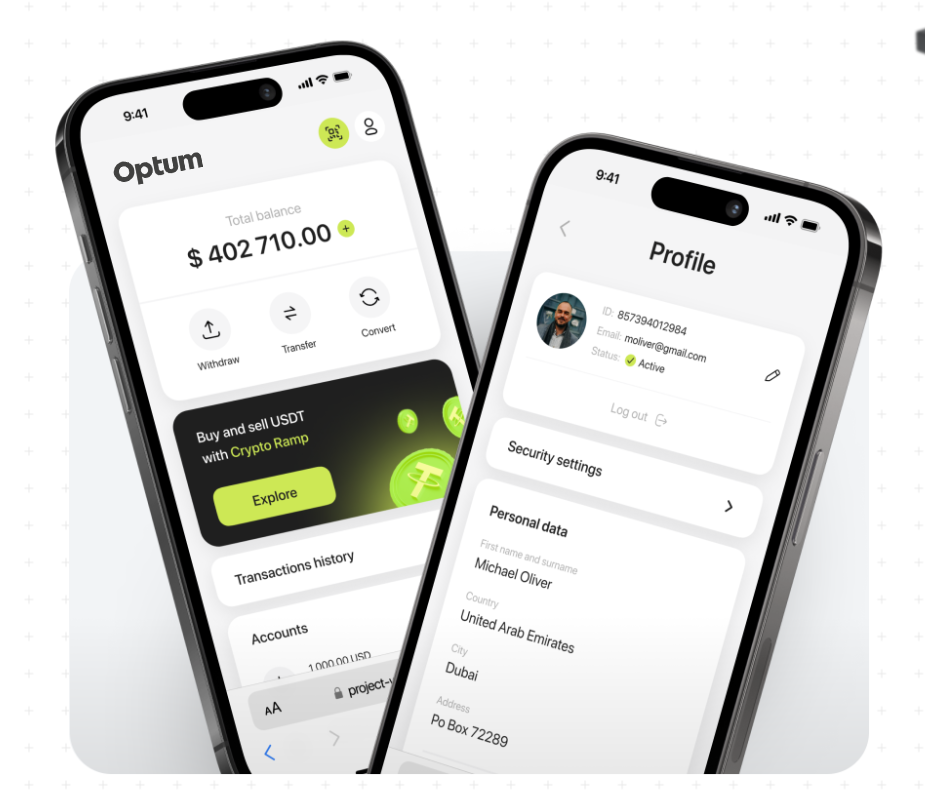 9:41
Optum
Total balance
$ 402 710.00
Withdraw
Transfer
Convert
Buy and sell USDT
with Crypto Ramp
Explore
Transactions history
Accounts
1,000.00 USD
AA
project-
9:41
Profile
ID: 857394012984
Email: moliver@gmail.com
Status: Active
Log out
Security settings
Personal data
First name and surname
Michael Oliver
Country
United Arab Emirates
City
Dubai
Address
Po Box 72289